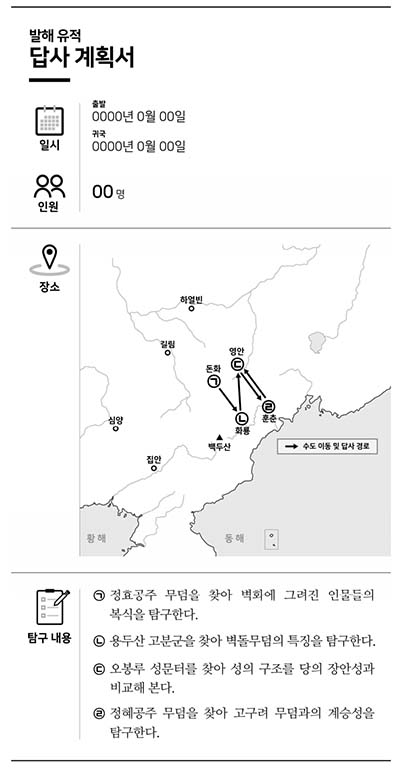 발해 유적
답사 계획서
출발
0000년 0월 00일
귀국
0000년 0월 00일
일시
00 명
인원
장소
하얼빈
길림
영안
ㄷ
돈화
ㄱ
ㄹ
훈춘
ㄴ
화룡
심양
백두산
집안
수도 이동 및 답사 경로
황 해
동 해
탐구 내용
㉠ 정효공주 무덤을 찾아 벽화에 그려진 인물들의
복식을 탐구한다.
㉡ 용두산 고분군을 찾아 벽돌무덤의 특징을 탐구한다.
㉢ 오봉루 성문터를 찾아 성의 구조를 당의 장안성과
비교해 본다.
㉣ 정혜공주 무덤을 찾아 고구려 무덤과의 계승성을
탐구한다.